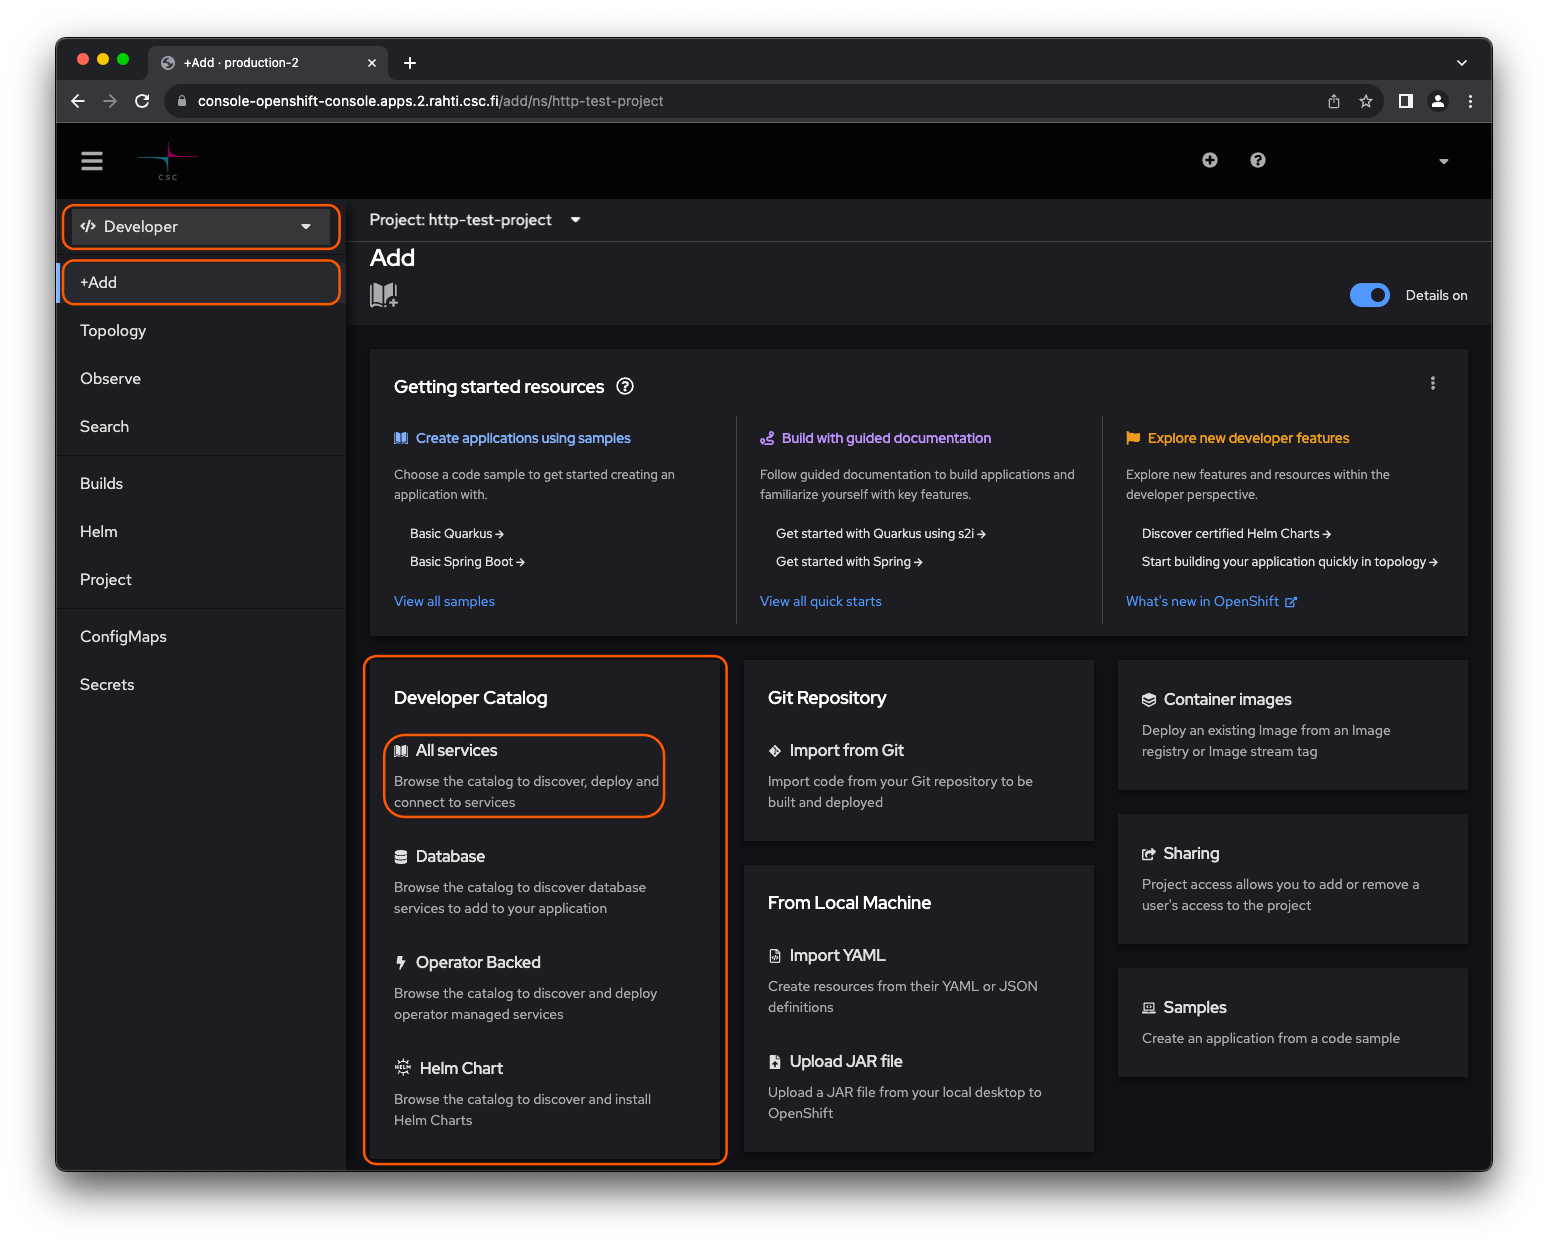 +Add · production-2
console-openshift-console.apps.2.rahti.csc.fi/add/ns/http-test-project
CSC
Developer
+Add
Topology
Observe
Search
Builds
Helm
Project
ConfigMaps
Secrets
Project: http-test-project
Add
Details on
Getting started resources
Create applications using samples
Choose a code sample to get started creating an
application with.
Basic Quarkus
Basic Spring Boot
View all samples
Build with guided documentation
Follow guided documentation to build applications and
familiarize yourself with key features.
Get started with Quarkus using s2i
Get started with Spring
View all quick starts
Explore new developer features
Explore new features and resources within the
developer perspective.
Discover certified Helm Charts
Start building your application quickly in topology
What's new in OpenShift
Developer Catalog
All services
Browse the catalog to discover, deploy and
connect to services
Database
Browse the catalog to discover database
services to add to your application
Operator Backed
Browse the catalog to discover and deploy
operator managed services
HELM
Helm Chart
Browse the catalog to discover and install
Helm Charts
Git Repository
Import from Git
Import code from your Git repository to be
built and deployed
From Local Machine
Import YAML
Create resources from their YAML or JSON
definitions
Upload JAR file
Upload a JAR file from your local desktop to
OpenShift
Container images
Deploy an existing Image from an Image
registry or Image stream tag
Sharing
Project access allows you to add or remove a
user's access to the project
Samples
Create an application from a code sample